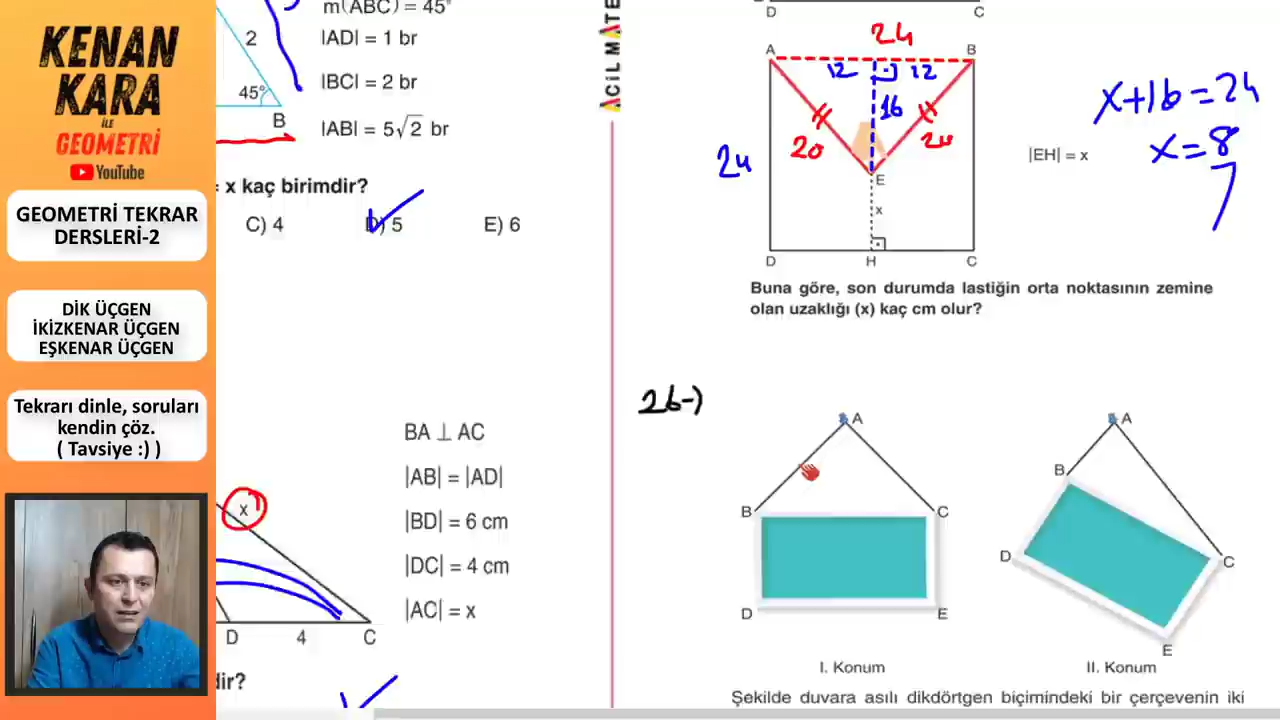 KENAN
KARA
İLE
GEOMETRİ
YouTube
GEOMETRİ TEKRAR
DERSLERİ-2
DİK ÜÇGEN
İKİZKENAR ÜÇGEN
EŞKENAR ÜÇGEN
Tekrarı dinle, soruları
kendin çöz.
( Tavsiye :) )
m(ABC) = 45°
|AD| = 1 br
|BC| = 2 br
|AB| = 5√2 br
2
45°
B
= x kaç birimdir?
C) 4
D) 5
E) 6
BA ⊥ AC
|AB| = |AD|
|BD| = 6 cm
|DC| = 4 cm
|AC| = x
x
D
4
C
dir?
ACİL MATE
D
C
24
A
B
12
12
16
20
20
24
E
x
D
H
C
|EH| = x
x+16=24
x=8
Buna göre, son durumda lastiğin orta noktasının zemine
olan uzaklığı (x) kaç cm olur?
26-)
A
B
C
D
E
I. Konum
A
B
D
C
E
II. Konum
Şekilde duvara asılı dikdörtgen biçimindeki bir çerçevenin iki